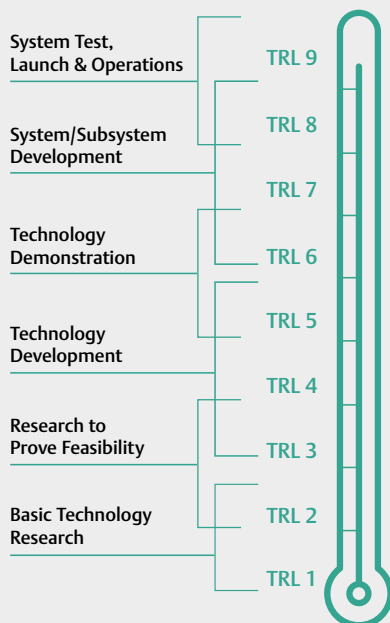 System Test,
Launch & Operations
System/Subsystem
Development
Technology
Demonstration
Technology
Development
Research to
Prove Feasibility
Basic Technology
Research
TRL 9
TRL 8
TRL 7
TRL 6
TRL 5
TRL 4
TRL 3
TRL 2
TRL 1